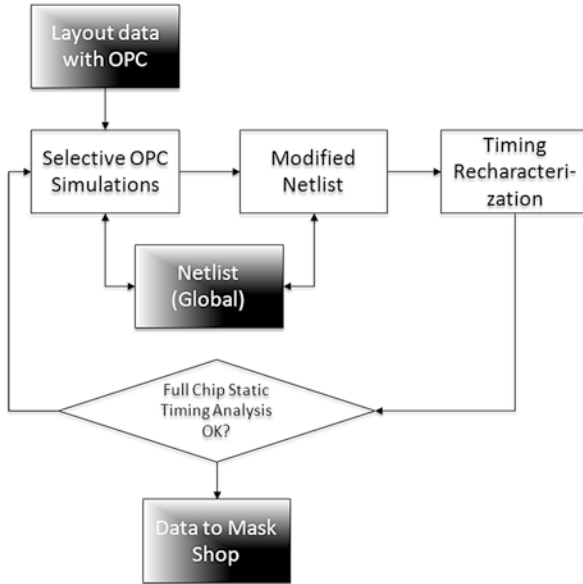 Layout data
with OPC
Selective OPC
Simulations
Modified
Netlist
Timing
Recharacteri-
zation
Netlist
(Global)
Full Chip Static
Timing Analysis
OK?
Data to Mask
Shop